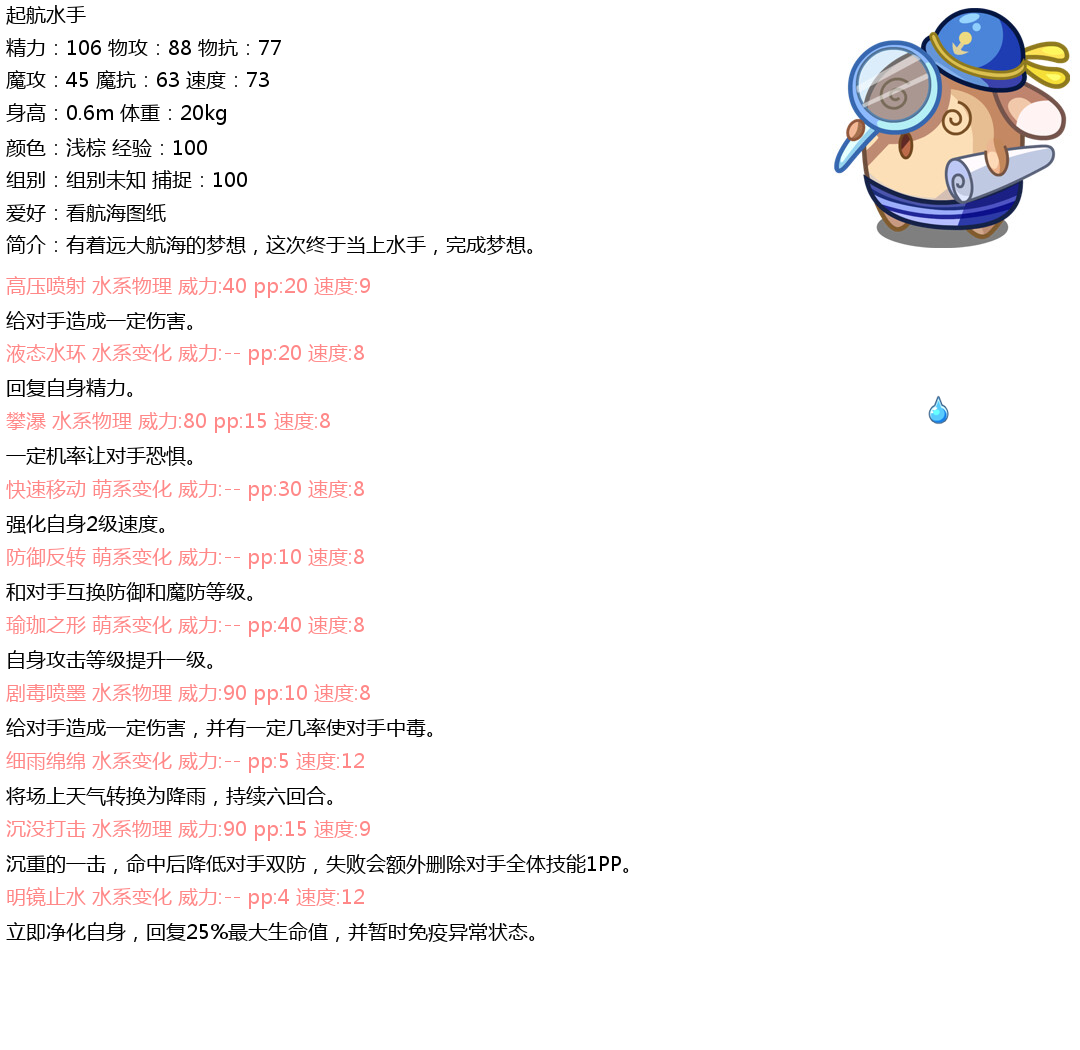 起航水手
精力：106 物攻：88 物抗：77
魔攻：45 魔抗：63 速度：73
身高：0.6m 体重：20kg
颜色：浅棕 经验：100
组别：组别未知 捕捉：100
爱好：看航海图纸
简介：有着远大航海的梦想，这次终于当上水手，完成梦想。
高压喷射 水系物理 威力:40 pp:20 速度:9
给对手造成一定伤害。
液态水环 水系变化 威力:-- pp:20 速度:8
回复自身精力。
攀瀑 水系物理 威力:80 pp:15 速度:8
一定机率让对手恐惧。
快速移动 萌系变化 威力:-- pp:30 速度:8
强化自身2级速度。
防御反转 萌系变化 威力:-- pp:10 速度:8
和对手互换防御和魔防等级。
瑜珈之形 萌系变化 威力:-- pp:40 速度:8
自身攻击等级提升一级。
剧毒喷墨 水系物理 威力:90 pp:10 速度:8
给对手造成一定伤害，并有一定几率使对手中毒。
细雨绵绵 水系变化 威力:-- pp:5 速度:12
将场上天气转换为降雨，持续六回合。
沉没打击 水系物理 威力:90 pp:15 速度:9
沉重的一击，命中后降低对手双防，失败会额外删除对手全体技能1PP。
明镜止水 水系变化 威力:-- pp:4 速度:12
立即净化自身，回复25%最大生命值，并暂时免疫异常状态。